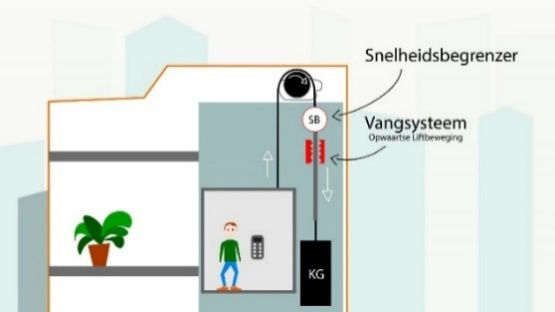 Snelheidsbegrenzer
SB
Vangsysteem
Opwaartse Liftbeweging
KG